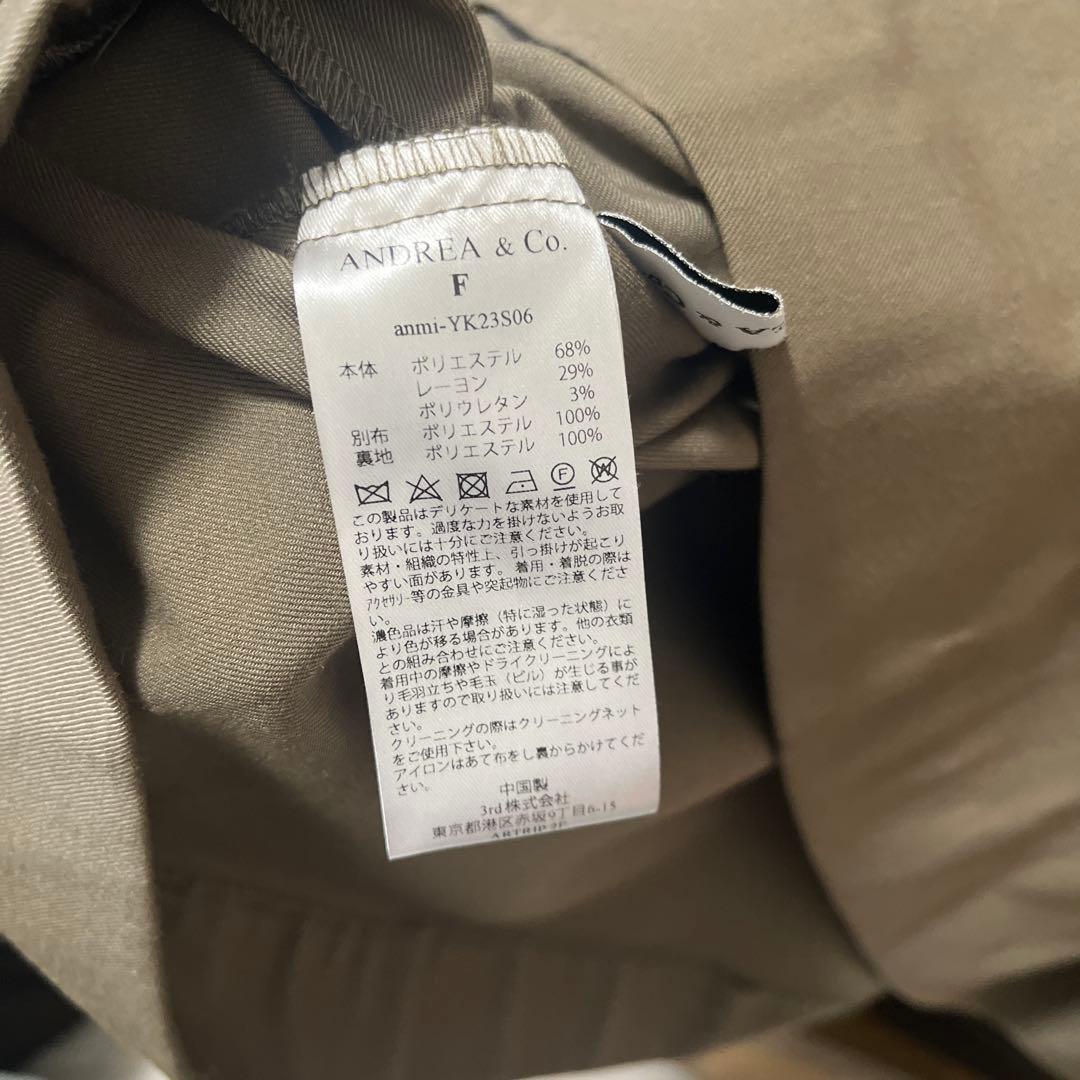 ANDREA & Co.
F
anmi-YK23S06
本体 ポリエステル 68%
レーヨン 29%
ポリウレタン 3%
別布 ポリエステル 100%
裏地 ポリエステル 100%
F W
この製品はデリケートな素材を使用して
おります。過度な力を掛けないようお取
り扱いには十分にご注意ください。
素材・組織の特性上、引っ掛けが起こり
やすい面があります。着用・着脱の際は
アクセサリー等の金具や突起物にご注意くださ
い。
濃色品は汗や摩擦（特に湿った状態）に
より色が移る場合があります。他の衣類
との組み合わせにご注意ください。
着用中の摩擦やドライクリーニングによ
り毛羽立ちや毛玉（ピル）が生じる事が
ありますので取り扱いには注意してくだ
さい。
クリーニングの際はクリーニングネット
をご使用下さい。
アイロンはあて布をし裏からかけてくだ
さい。
中国製
3rd株式会社
東京都港区赤坂9丁目6-15
ARTRIP 2F